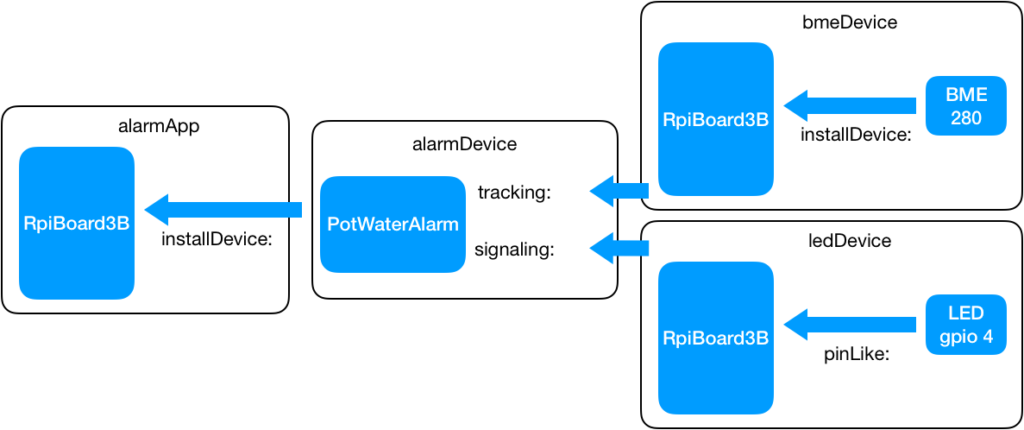 alarmApp
RpiBoard3B
installDevice:
alarmDevice
PotWaterAlarm
tracking:
signaling:
bmeDevice
RpiBoard3B
BME
280
installDevice:
ledDevice
RpiBoard3B
LED
gpio 4
pinLike: